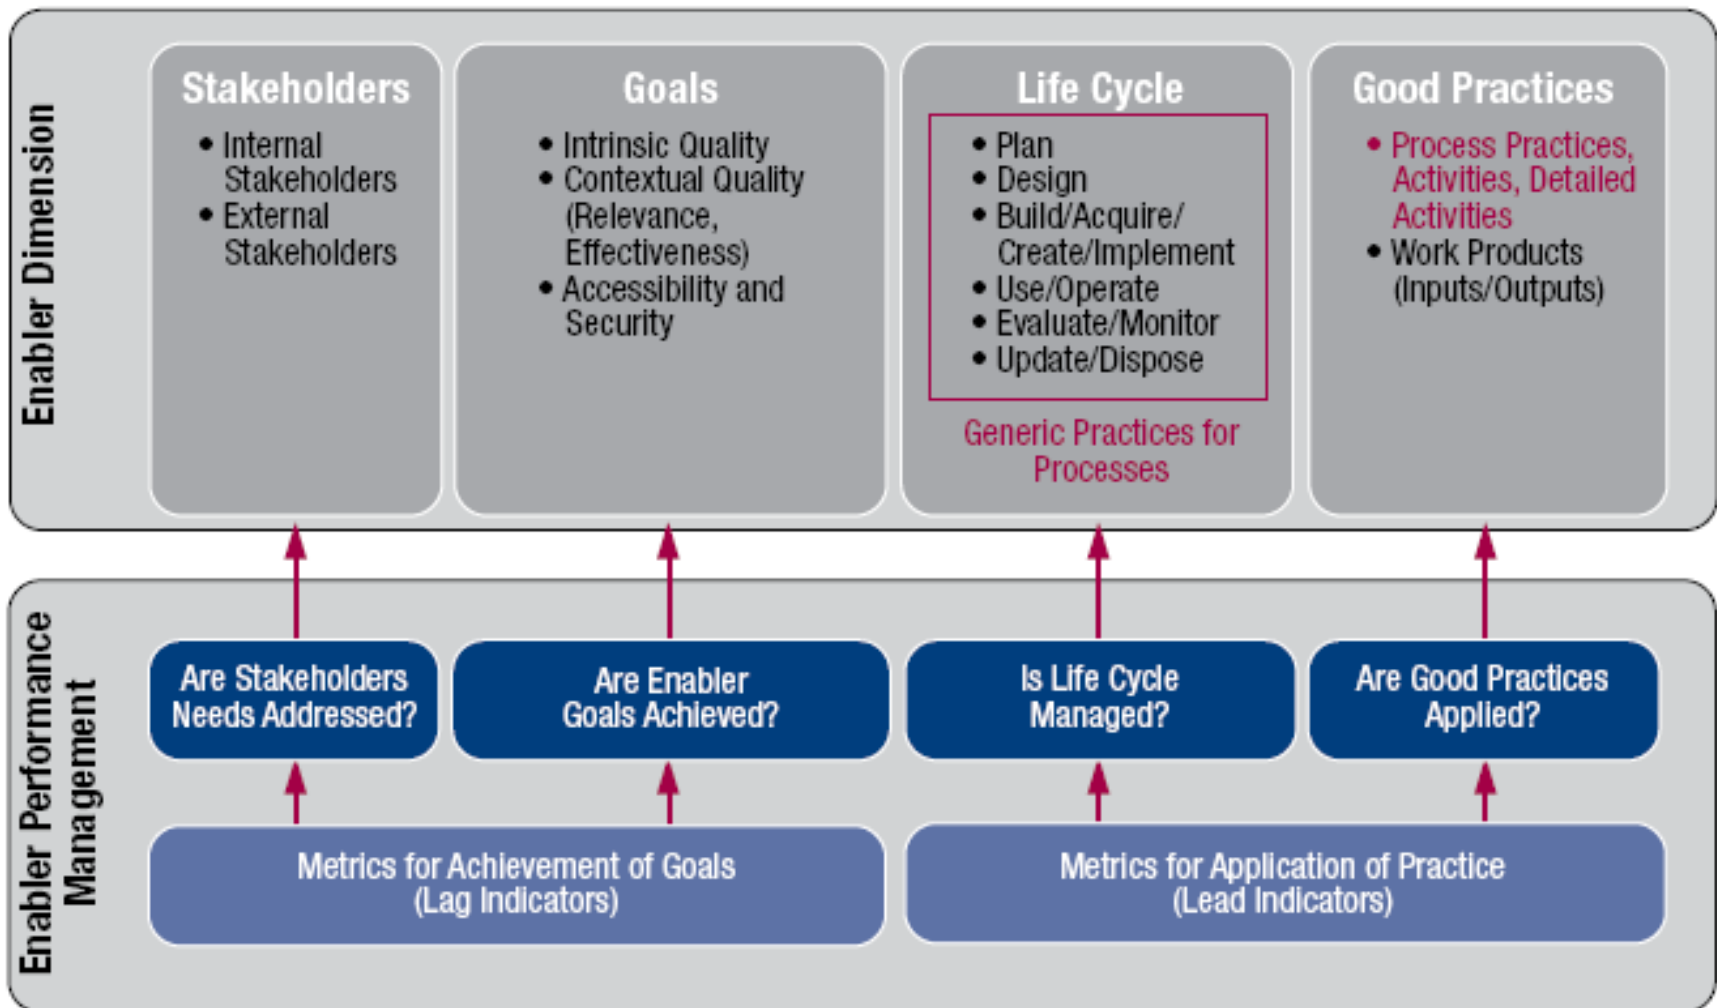 Enabler Dimension
Stakeholders
• Internal
Stakeholders
• External
Stakeholders
Goals
• Intrinsic Quality
• Contextual Quality
(Relevance,
Effectiveness)
• Accessibility and
Security
Life Cycle
• Plan
• Design
• Build/Acquire/
Create/Implement
• Use/Operate
• Evaluate/Monitor
• Update/Dispose
Generic Practices for
Processes
Good Practices
• Process Practices,
Activities, Detailed
Activities
• Work Products
(Inputs/Outputs)
Enabler Performance
Management
Are Stakeholders
Needs Addressed?
Are Enabler
Goals Achieved?
Is Life Cycle
Managed?
Are Good Practices
Applied?
Metrics for Achievement of Goals
(Lag Indicators)
Metrics for Application of Practice
(Lead Indicators)